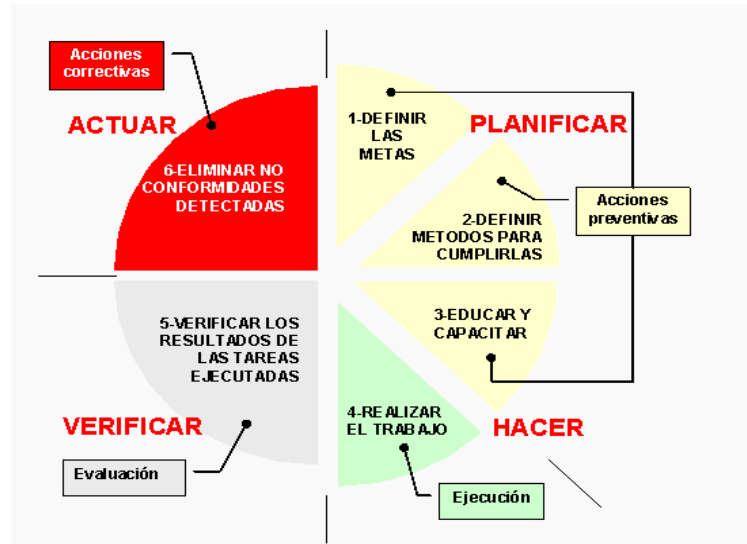 Acciones
correctivas
ACTUAR
6-ELIMINAR NO
CONFORMIDADES
DETECTADAS
1-DEFINIR
LAS
METAS
PLANIFICAR
Acciones
preventivas
2-DEFINIR
METODOS PARA
CUMPLIRLAS
3-EDUCAR Y
CAPACITAR
5-VERIFICAR LOS
RESULTADOS DE
LAS TAREAS
EJECUTADAS
VERIFICAR
Evaluación
4-REALIZAR
EL TRABAJO
HACER
Ejecución